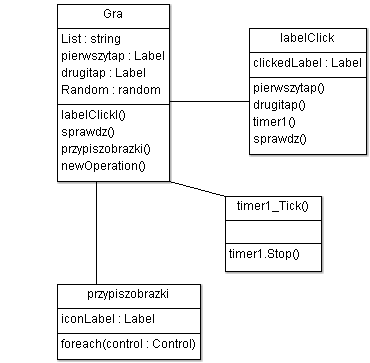 Gra
List : string
pierwszytap : Label
drugitap : Label
Random : random
labelClickl()
sprawdz()
przypiszobrazki()
newOperation()
labelClick
clickedLabel : Label
pierwszytap()
drugitap()
timer1()
sprawdz()
timer1_Tick()
timer1.Stop()
przypiszobrazki
iconLabel : Label
foreach(control : Control)